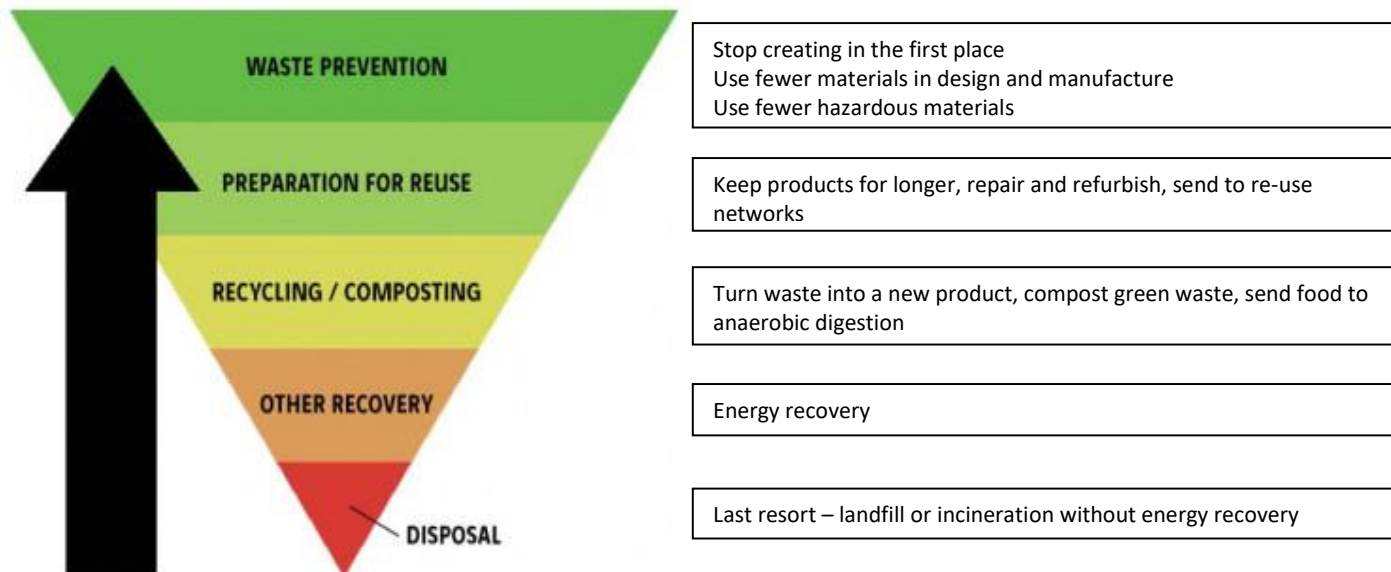 WASTE PREVENTION
Stop creating in the first place
Use fewer materials in design and manufacture
Use fewer hazardous materials
PREPARATION FOR REUSE
Keep products for longer, repair and refurbish, send to re-use
networks
RECYCLING / COMPOSTING
Turn waste into a new product, compost green waste, send food to
anaerobic digestion
OTHER RECOVERY
Energy recovery
DISPOSAL
Last resort – landfill or incineration without energy recovery